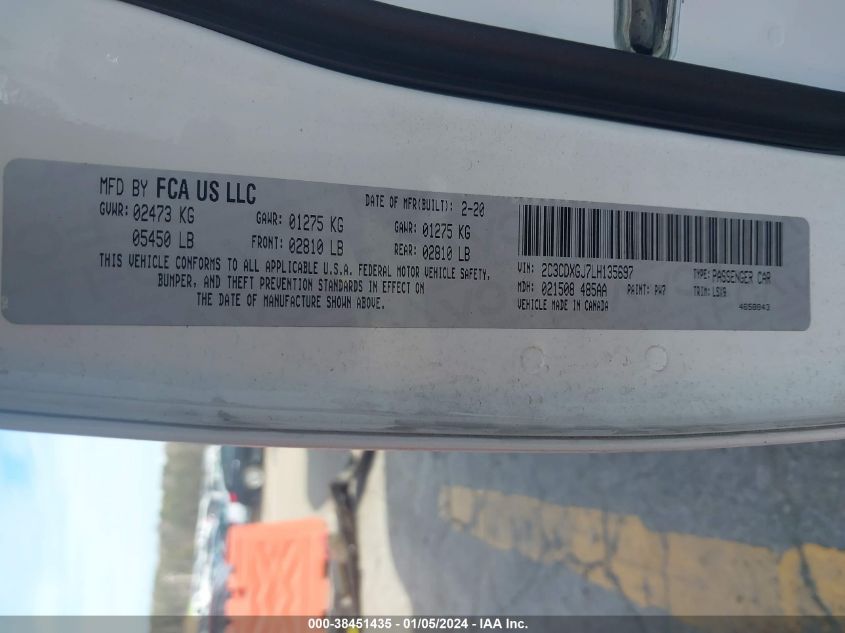 MFD BY FCA US LLC
DATE OF MFR(BUILT): 2-20
GVWR: 02473 KG
GAWR: 01275 KG
GAWR: 01275 KG
05450 LB
FRONT: 02810 LB
REAR: 02810 LB
THIS VEHICLE CONFORMS TO ALL APPLICABLE U.S.A. FEDERAL MOTOR VEHICLE SAFETY,
BUMPER, AND THEFT PREVENTION STANDARDS IN EFFECT ON
THE DATE OF MANUFACTURE SHOWN ABOVE.
VIN: 2C3CDXGJ7LH135697
TYPE: PASSENGER CAR
MDH: 021508 485AA
PAINT: PW7
TRIM: LSX9
VEHICLE MADE IN CANADA
4658843
000-38451435 - 01/05/2024 - IAA Inc.